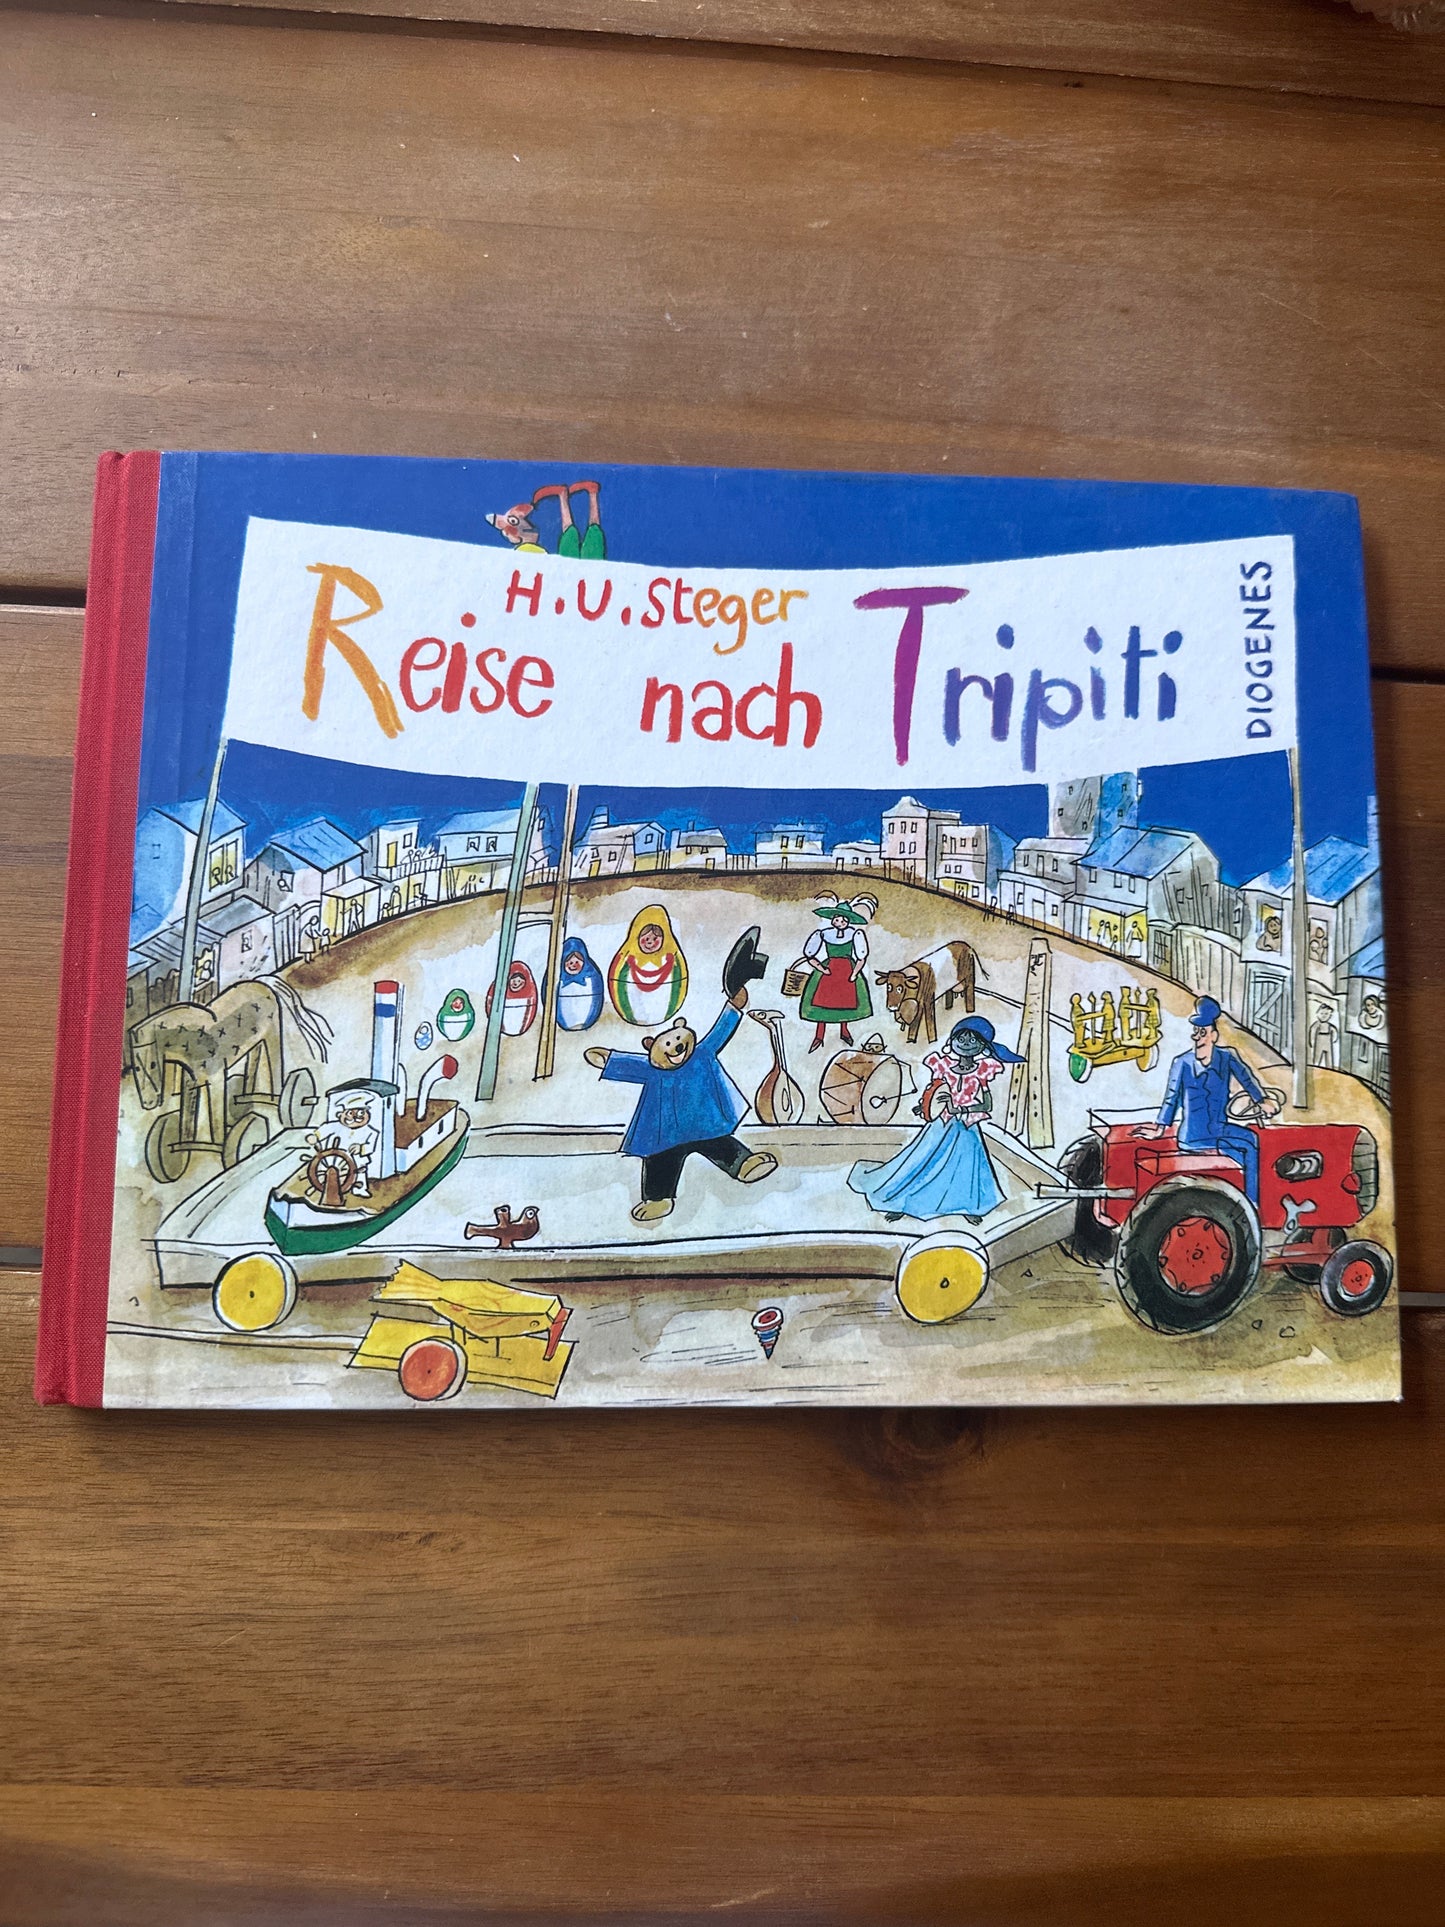 H.U.Steger
Reise nach Tripiti
DIOGENES